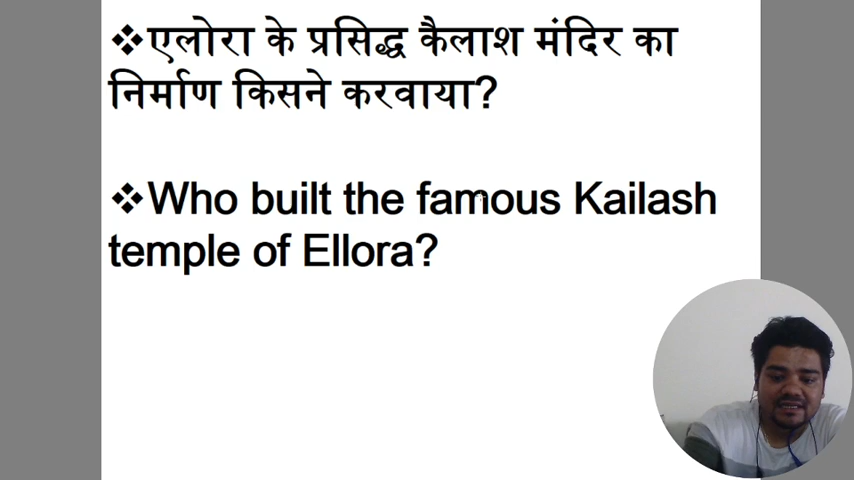 ❖एलोरा के प्रसिद्ध कैलाश मंदिर का
निर्माण किसने करवाया?
❖Who built the famous Kailash
temple of Ellora?